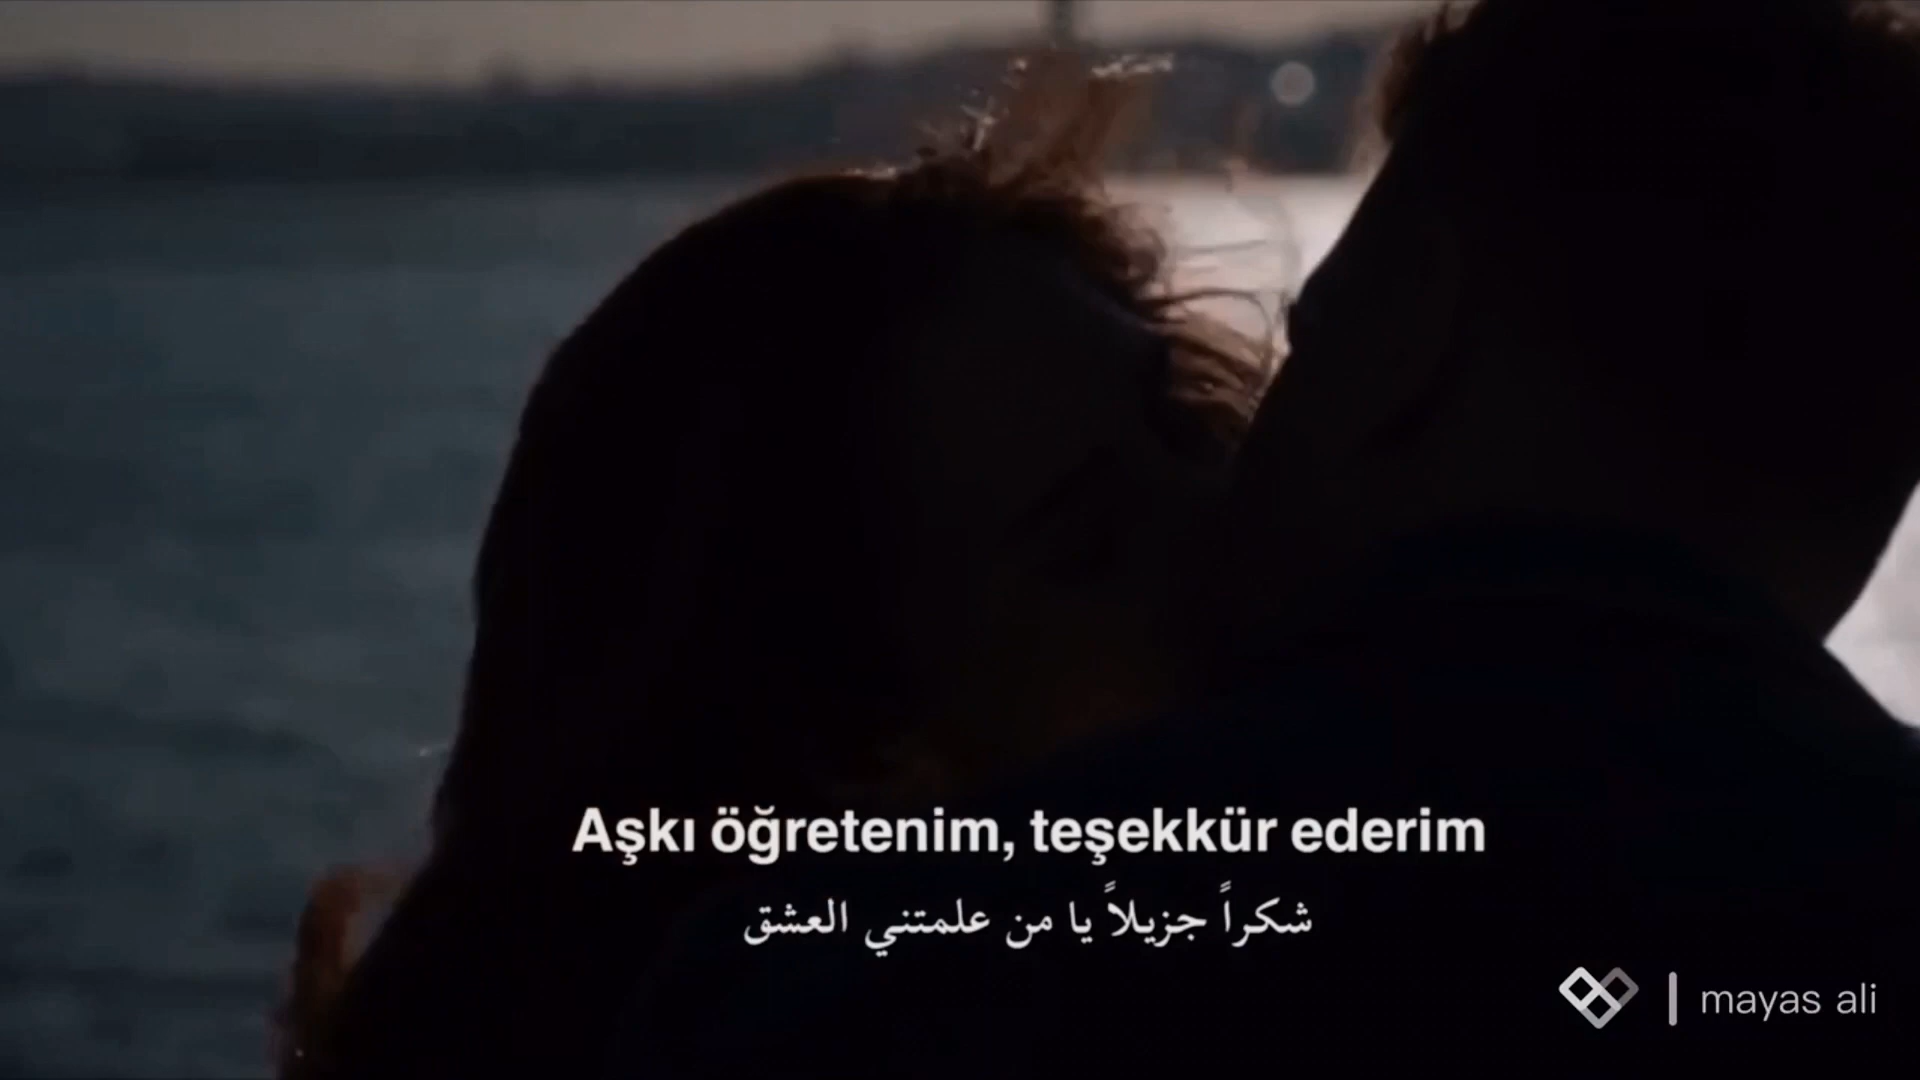 Aşkı öğretenim, teşekkür ederim
شكراً جزيلاً يا من علمتني العشق
mayas ali